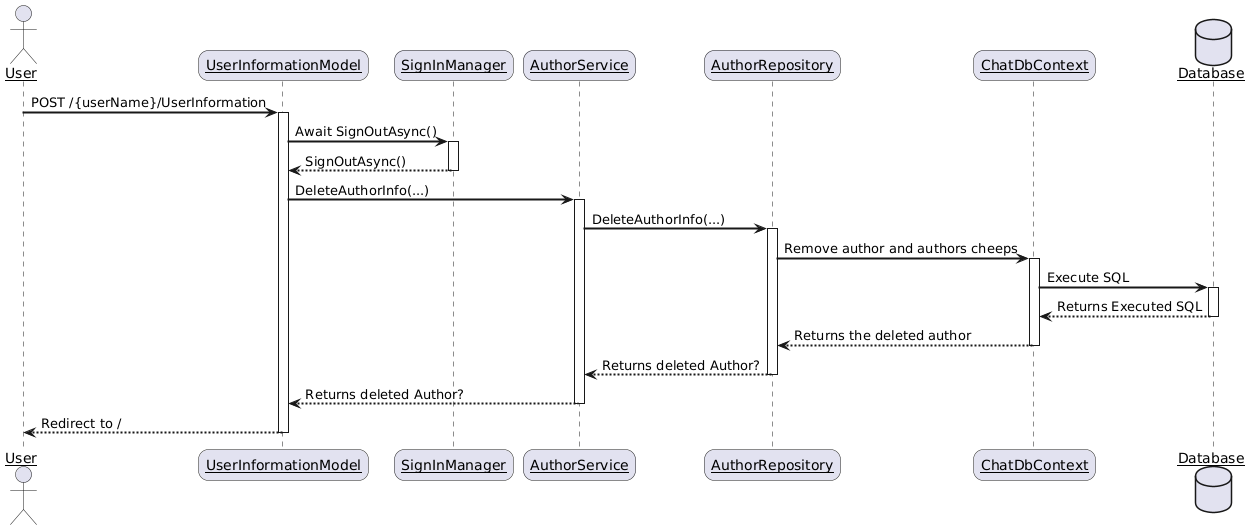 User
UserInformationModel
SignInManager
AuthorService
AuthorRepository
ChatDbContext
Database
POST /{userName}/UserInformation
Await SignOutAsync()
SignOutAsync()
DeleteAuthorInfo(...)
DeleteAuthorInfo(...)
Remove author and authors cheeps
Execute SQL
Returns Executed SQL
Returns the deleted author
Returns deleted Author?
Returns deleted Author?
Redirect to /
User
UserInformationModel
SignInManager
AuthorService
AuthorRepository
ChatDbContext
Database